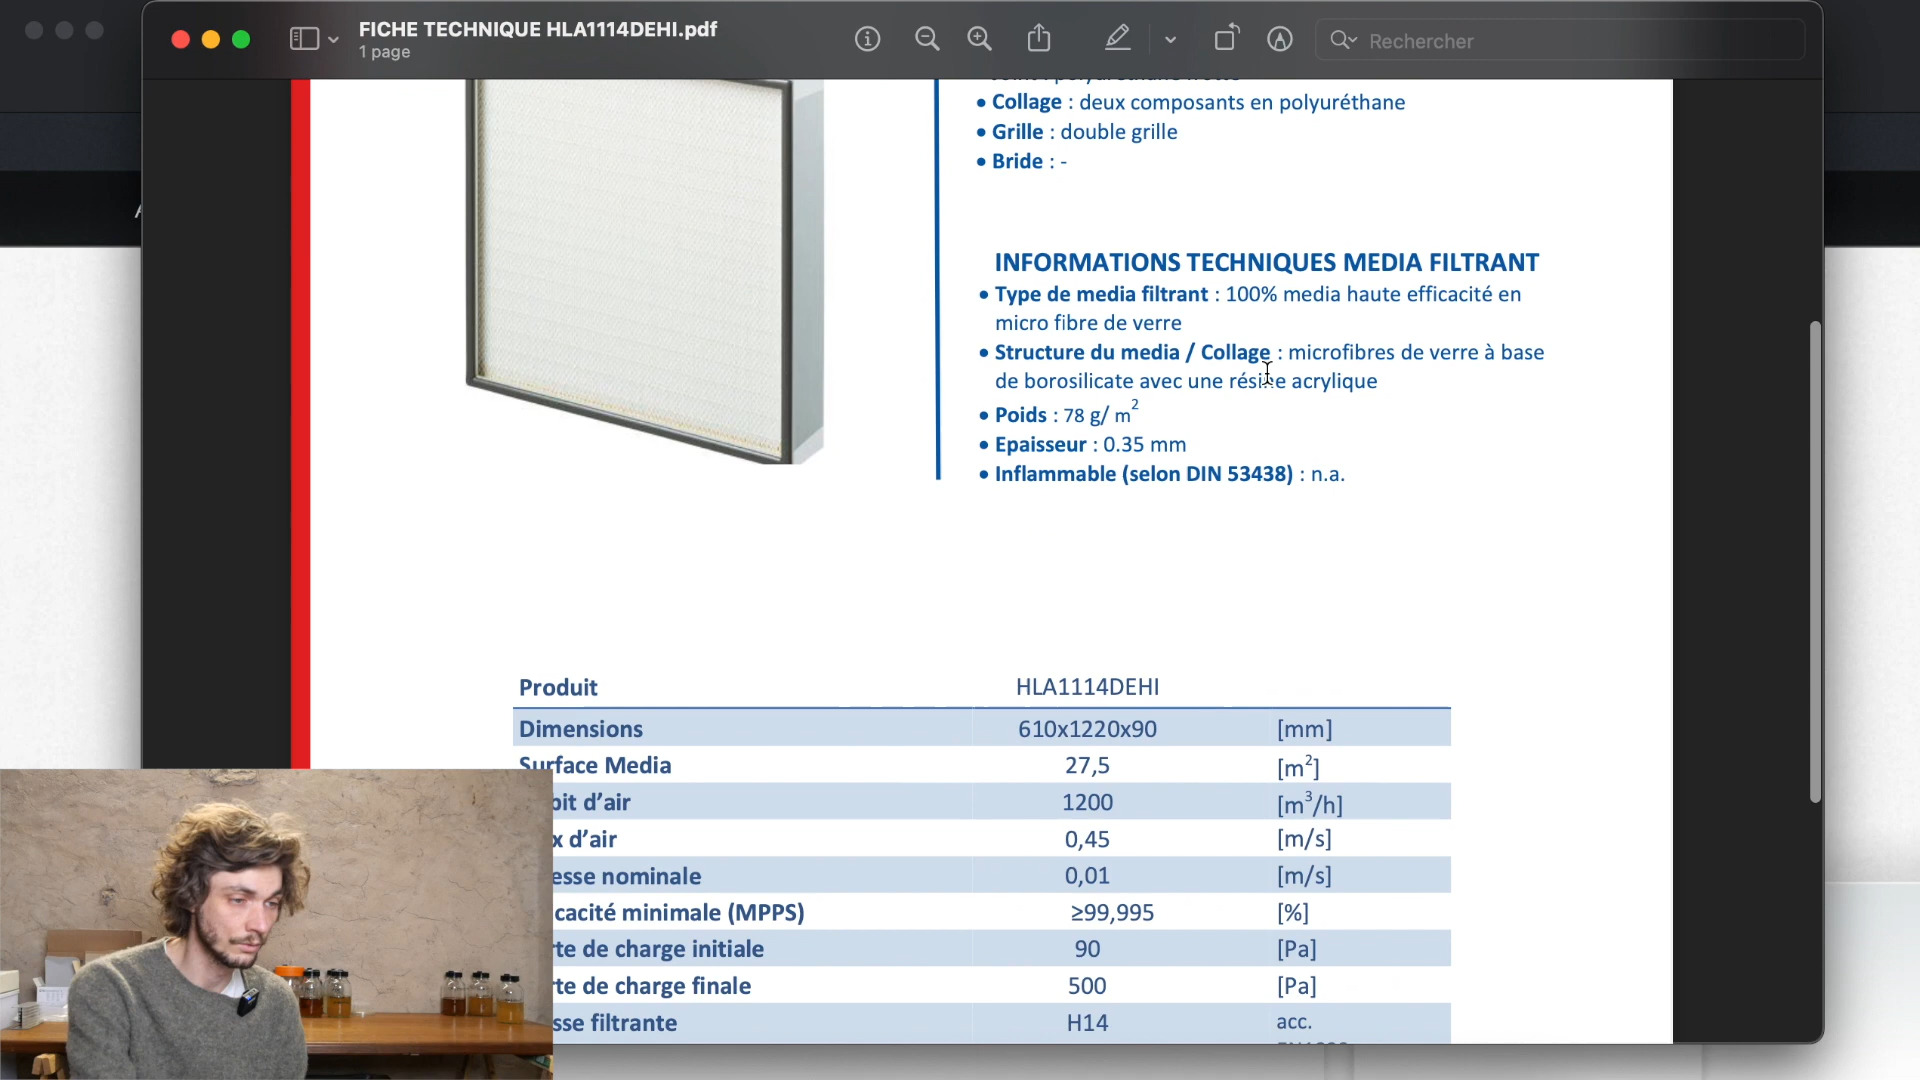 FICHE TECHNIQUE HLA1114DEHI.pdf
1 page
Rechercher
• Collage : deux composants en polyuréthane
• Grille : double grille
• Bride : -
INFORMATIONS TECHNIQUES MEDIA FILTRANT
• Type de media filtrant : 100% media haute efficacité en
micro fibre de verre
• Structure du media / Collage : microfibres de verre à base
de borosilicate avec une résine acrylique
• Poids : 78 g/ m²
• Epaisseur : 0.35 mm
• Inflammable (selon DIN 53438) : n.a.
Produit HLA1114DEHI
Dimensions 610x1220x90 [mm]
Surface Media 27,5 [m²]
bit d’air 1200 [m³/h]
x d’air 0,45 [m/s]
esse nominale 0,01 [m/s]
cacité minimale (MPPS) ≥99,995 [%]
te de charge initiale 90 [Pa]
te de charge finale 500 [Pa]
sse filtrante H14 acc.